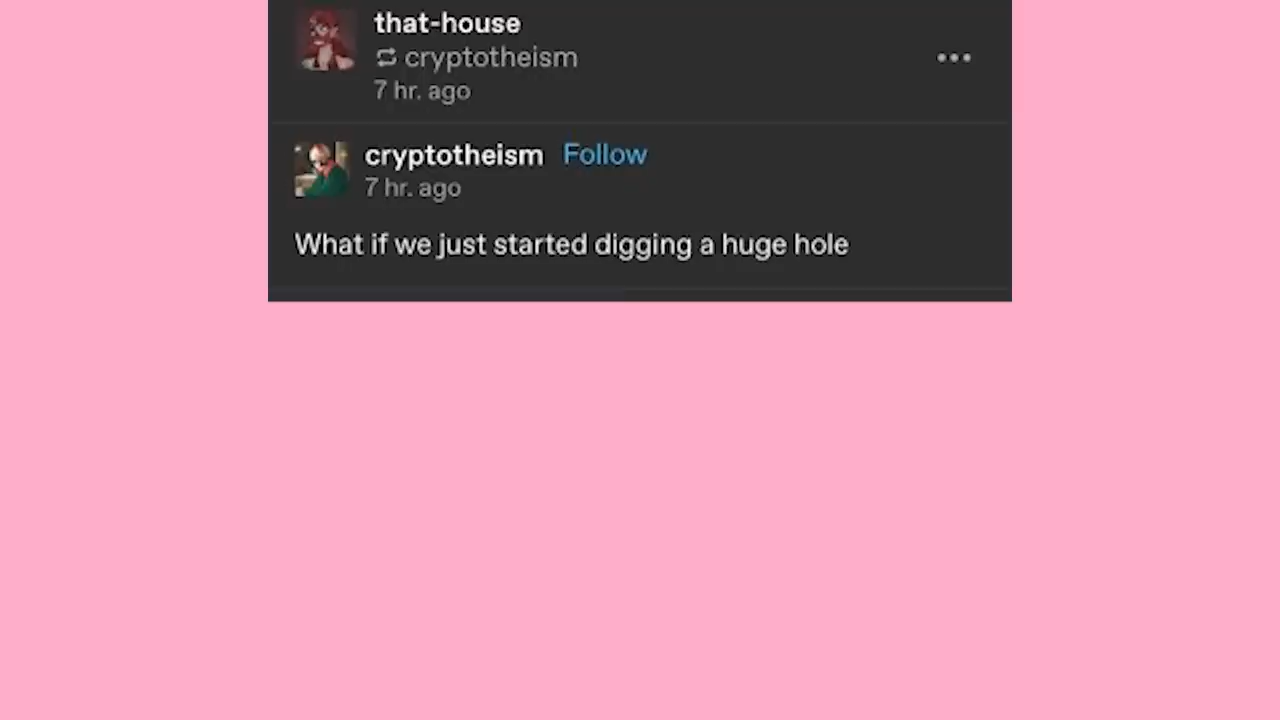 that-house
cryptotheism
7 hr. ago
cryptotheism Follow
7 hr. ago
What if we just started digging a huge hole